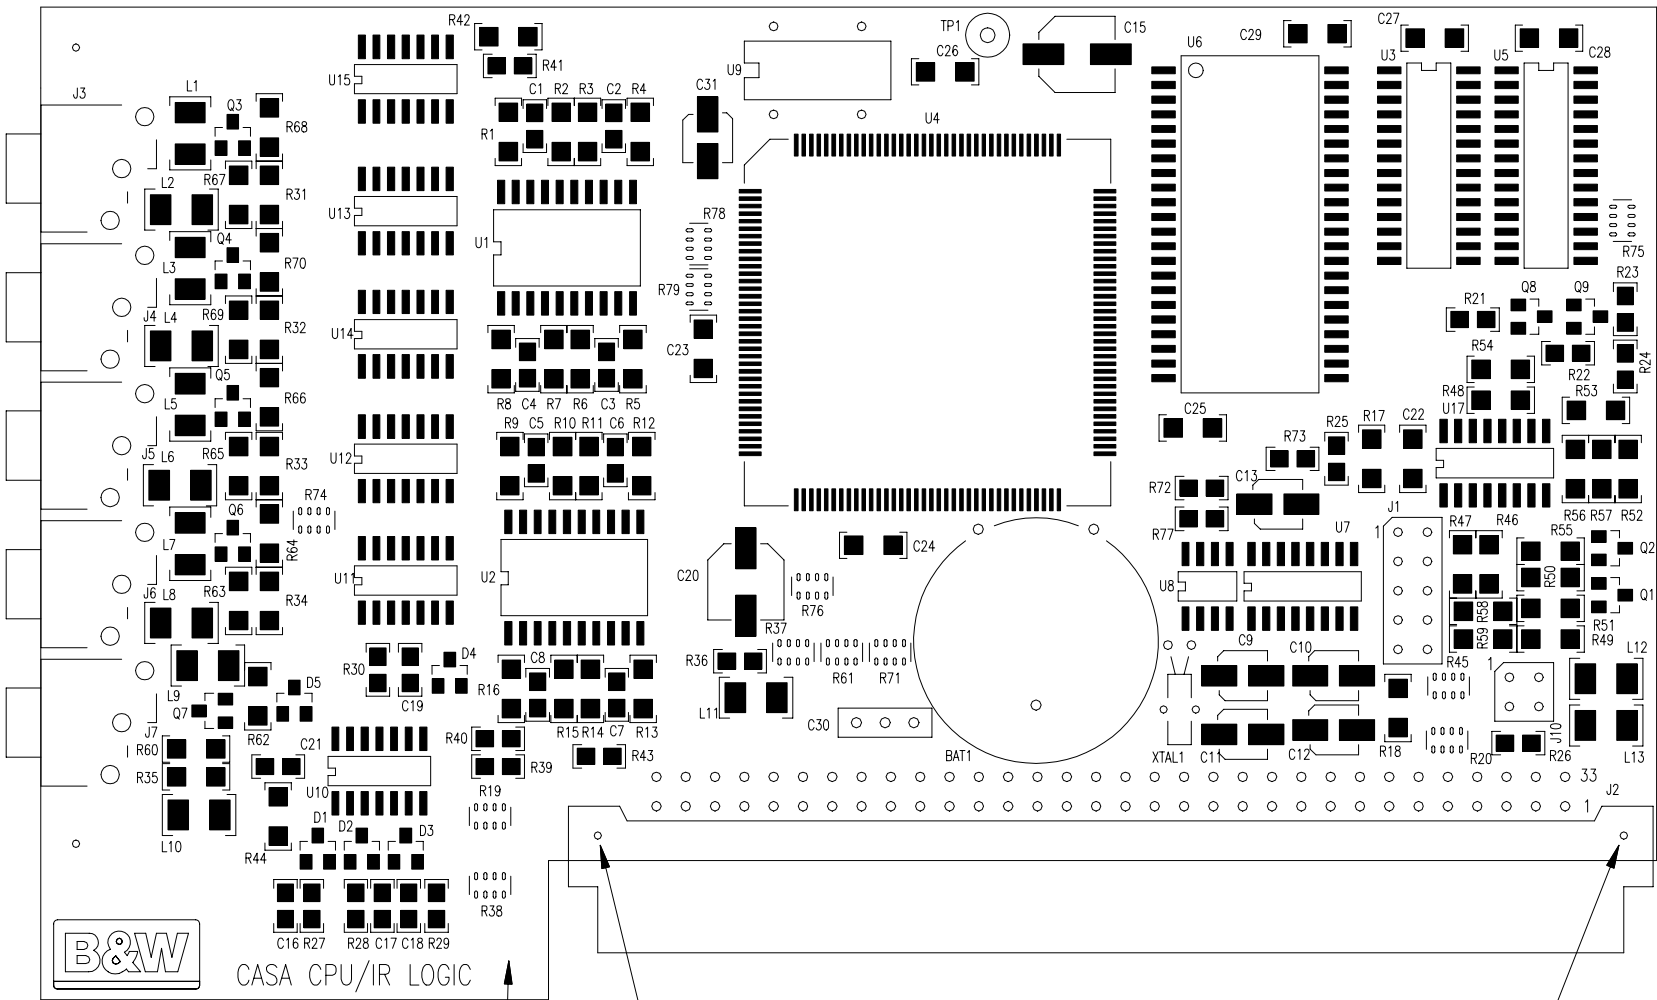 R42 TP1 C15 C27
R41 C26 C29 U6 U3 U5 C28
U15 U9
J3 L1 Q3 C1 R2 R3 C2 R4 C31
R68 R1 U4
R67 R31
L2 U13 R78
Q4 U1 R75
L3 R70 R79
R69 R23
J4 L4 R32 U14 C23 R21 Q8 Q9
R54 R24
Q5 R22
L5 R66 R8 C4 R7 R6 C3 R5 R48 R53
R9 C5 R10 R11 C6 R12 C25 U17
R25 R17 C22
J5 L6 R65 R33 U12 R73
R74 R72 C13
Q6 J1 R56 R57 R52
L7 R64 R77 U7 1 R47 R46 R55
C24 Q2
J6 L8 R63 R34 U11 U2 C20 R76 U8 R50 Q1
R37 R58
R51
R59 R49
R30 D4 C8 R36 C9 C10 L12
L9 D5 C19 R16 R61 R71 R45 1
Q7 L11
J7 R62 R15 R14 C7 R13 C30
R60 C21 R40 R43 BAT1 XTAL1 C11 C12 R18 R20 J10 R26 L13
R35 R39 33
U10 R19 J2
1
L10 R44 D1 D2 D3
R38
C16 R27 R28 C17 C18 R29
B&W
CASA CPU/IR LOGIC